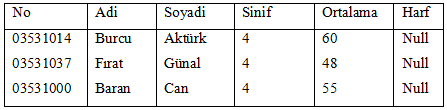 No Adi Soyadi Sinif Ortalama Harf
03531014 Burcu Aktürk 4 60 Null
03531037 Fırat Günal 4 48 Null
03531000 Baran Can 4 55 Null